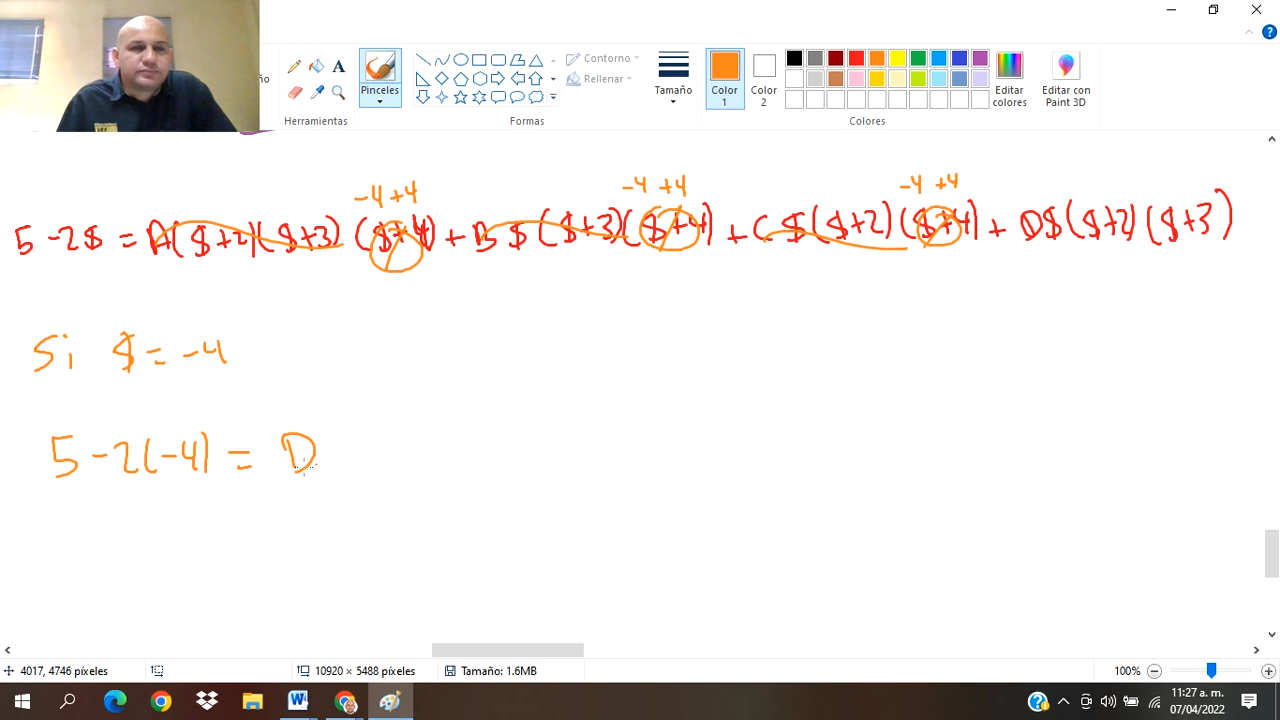 Contorno
Rellenar
Pinceles
Tamaño
Color
1
Color
2
Editar
colores
Editar con
Paint 3D
Herramientas
Formas
Colores
-4 +4 -4 +4 -4 +4
5 -2$ = A($+2)($+3)($+4) + B$($+3)($+4) + C$($+2)($+4) + D$($+2)($+3)
Si $ = -4
5 -2(-4) = D
4017, 4746 píxeles
10920 × 5488 píxeles
Tamaño: 1.6MB
100%
11:27 a. m.
07/04/2022